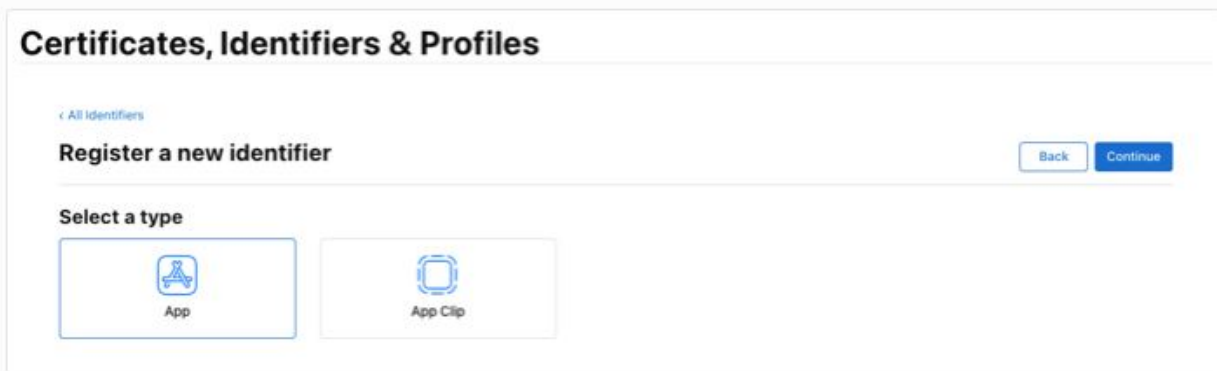 Certificates, Identifiers & Profiles
‹ All Identifiers
Register a new identifier
Back
Continue
Select a type
App
App Clip